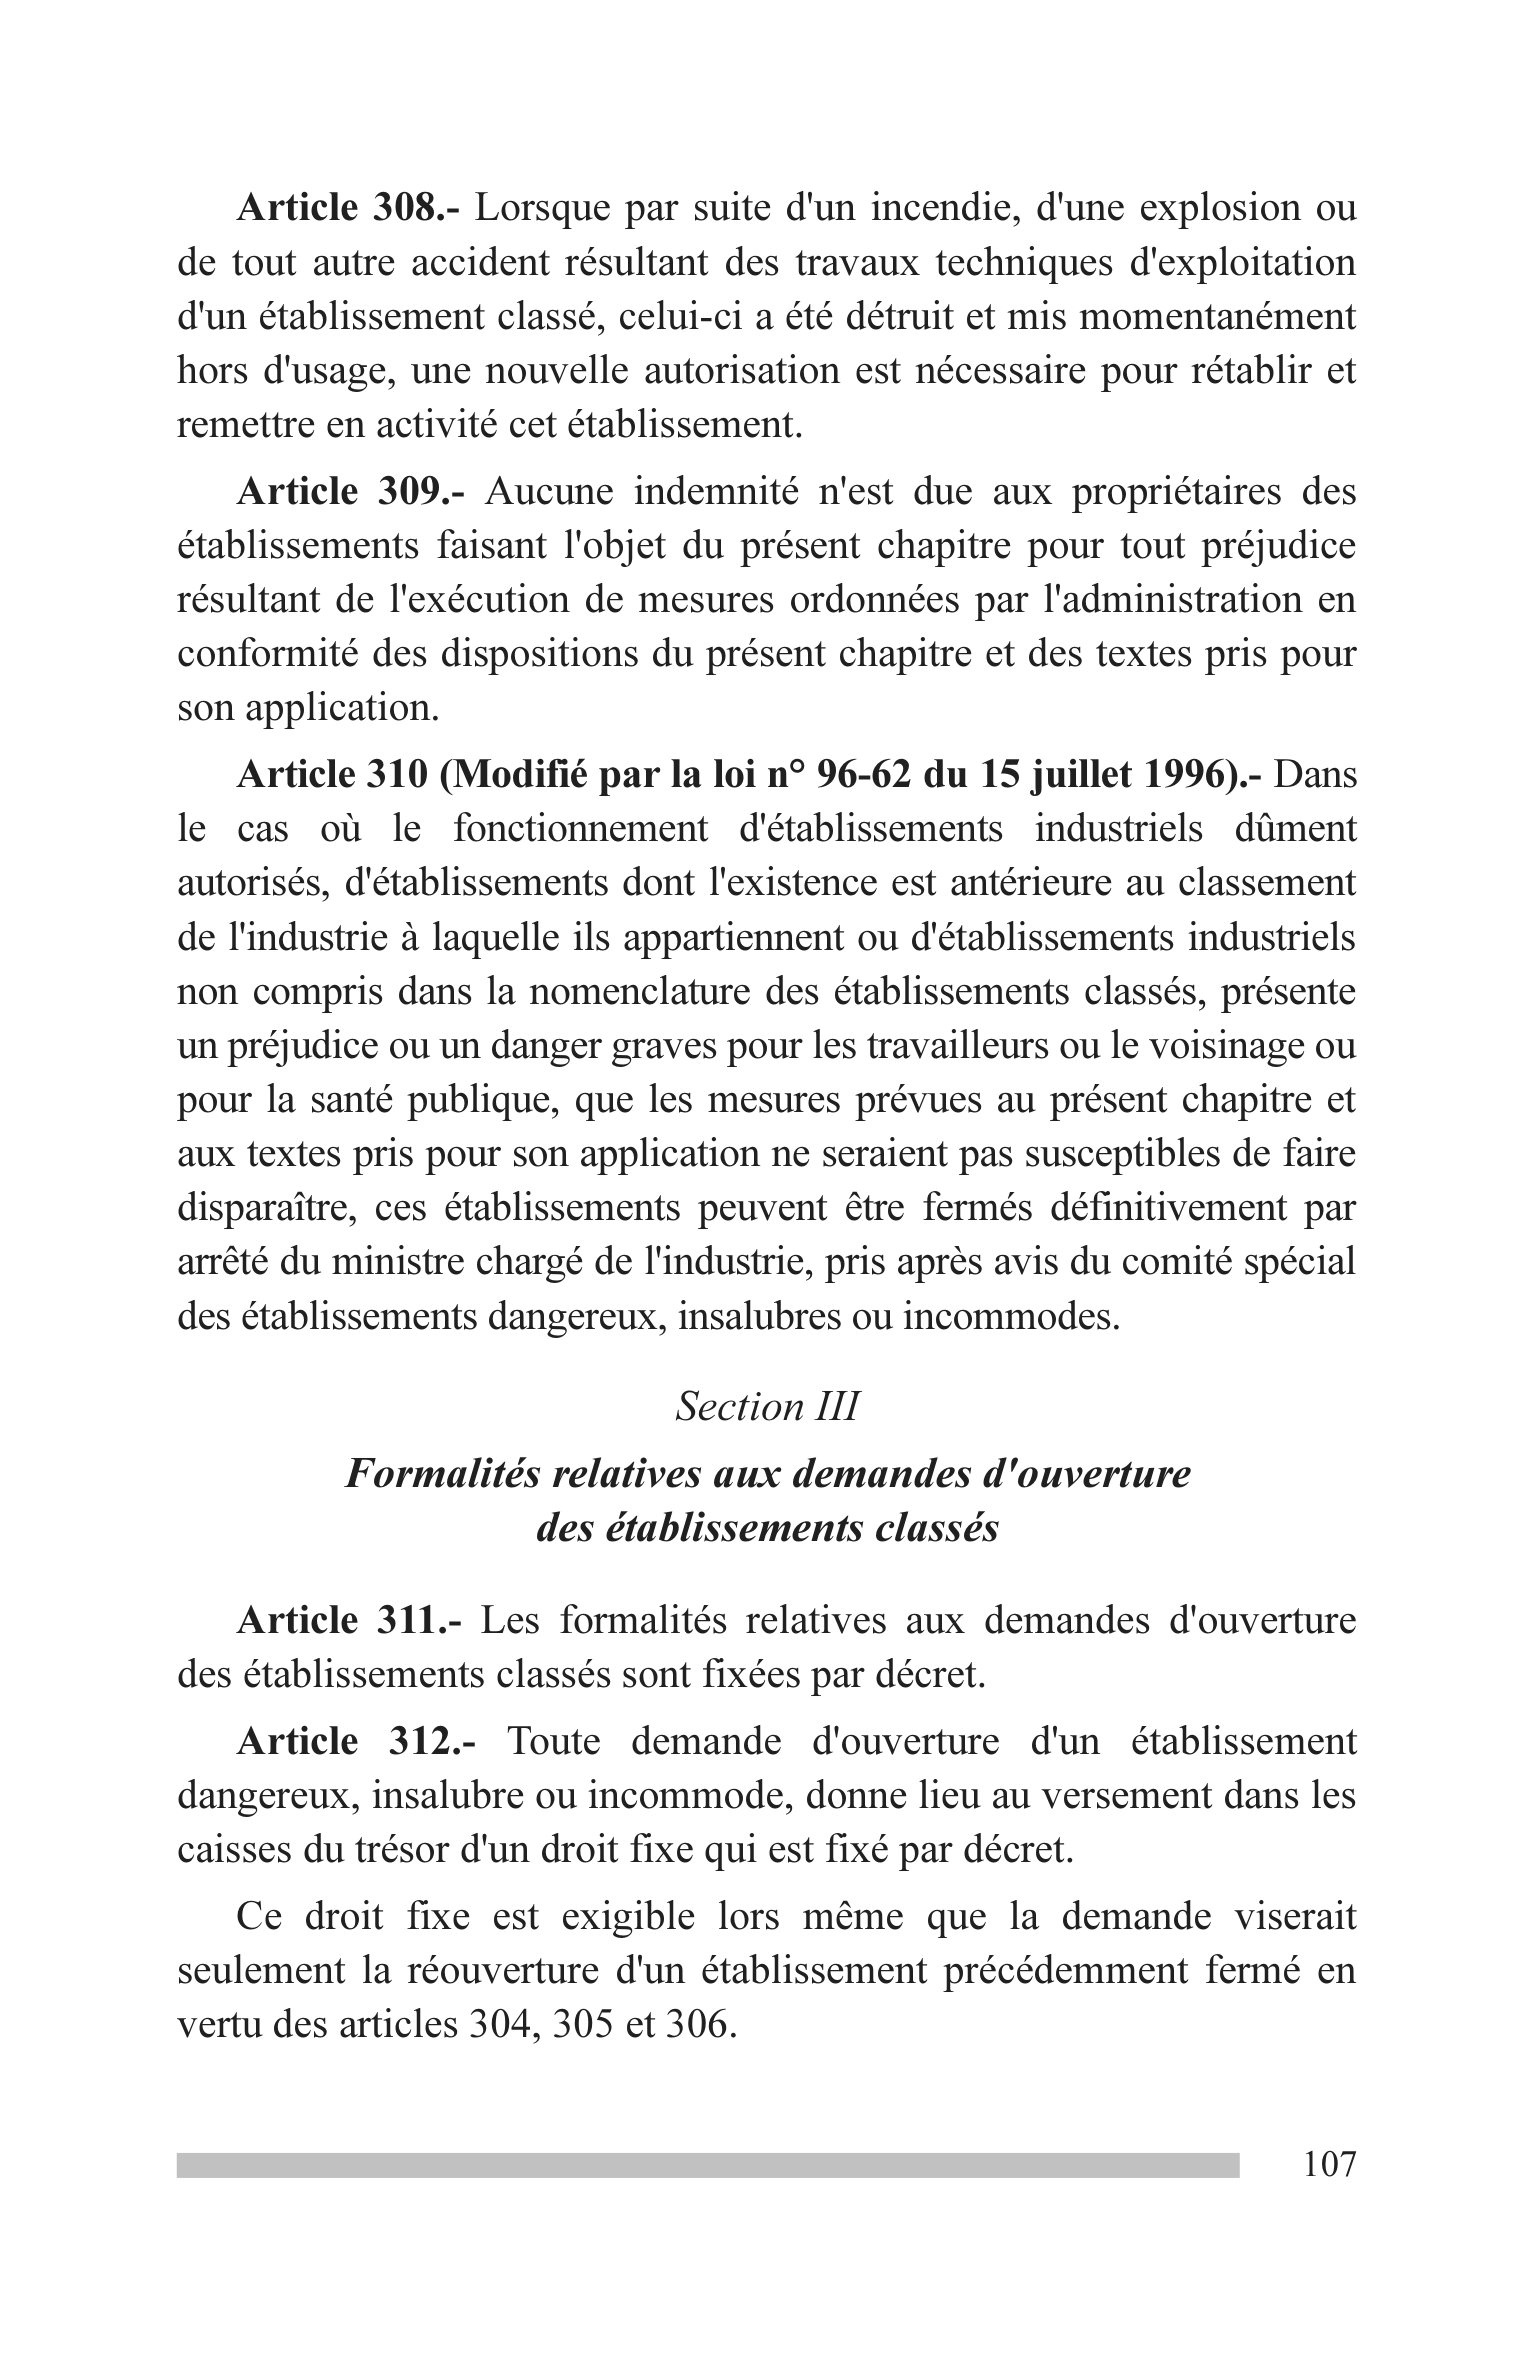 Article 308.- Lorsque par suite d'un incendie, d'une explosion ou
de tout autre accident résultant des travaux techniques d'exploitation
d'un établissement classé, celui-ci a été détruit et mis momentanément
hors d'usage, une nouvelle autorisation est nécessaire pour rétablir et
remettre en activité cet établissement.
Article 309.- Aucune indemnité n'est due aux propriétaires des
établissements faisant l'objet du présent chapitre pour tout préjudice
résultant de l'exécution de mesures ordonnées par l'administration en
conformité des dispositions du présent chapitre et des textes pris pour
son application.
Article 310 (Modifié par la loi n° 96-62 du 15 juillet 1996).- Dans
le cas où le fonctionnement d'établissements industriels dûment
autorisés, d'établissements dont l'existence est antérieure au classement
de l'industrie à laquelle ils appartiennent ou d'établissements industriels
non compris dans la nomenclature des établissements classés, présente
un préjudice ou un danger graves pour les travailleurs ou le voisinage ou
pour la santé publique, que les mesures prévues au présent chapitre et
aux textes pris pour son application ne seraient pas susceptibles de faire
disparaître, ces établissements peuvent être fermés définitivement par
arrêté du ministre chargé de l'industrie, pris après avis du comité spécial
des établissements dangereux, insalubres ou incommodes.
Section III
Formalités relatives aux demandes d'ouverture
des établissements classés
Article 311.- Les formalités relatives aux demandes d'ouverture
des établissements classés sont fixées par décret.
Article 312.- Toute demande d'ouverture d'un établissement
dangereux, insalubre ou incommode, donne lieu au versement dans les
caisses du trésor d'un droit fixe qui est fixé par décret.
Ce droit fixe est exigible lors même que la demande viserait
seulement la réouverture d'un établissement précédemment fermé en
vertu des articles 304, 305 et 306.
107